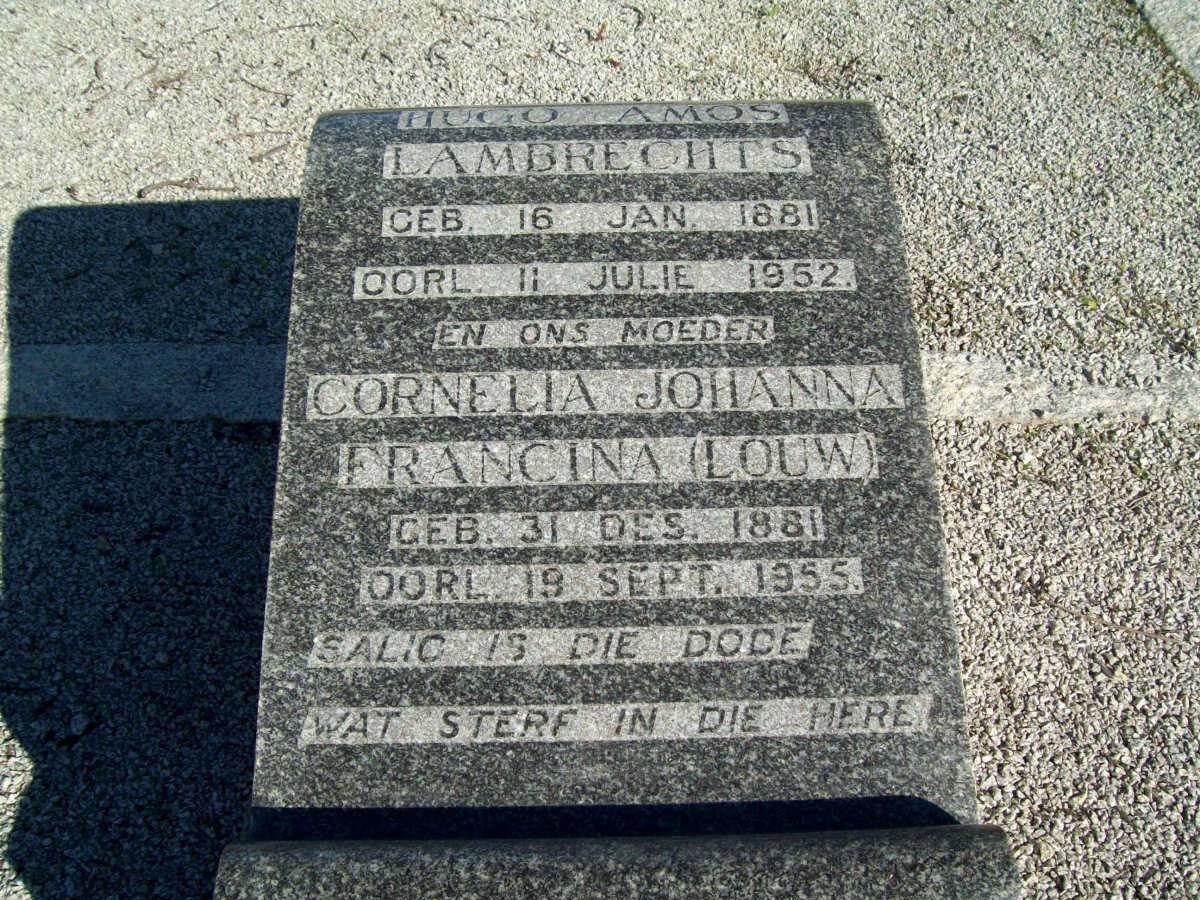 HUGO AMOS
LAMBRECHTS
GEB. 16 JAN. 1881
OORL. 11 JULIE 1952.
EN ONS MOEDER
CORNELIA JOHANNA
FRANCINA (LOUW)
GEB. 31 DES. 1881
OORL. 19 SEPT. 1955.
SALIG IS DIE DODE
WAT STERF IN DIE HERE.